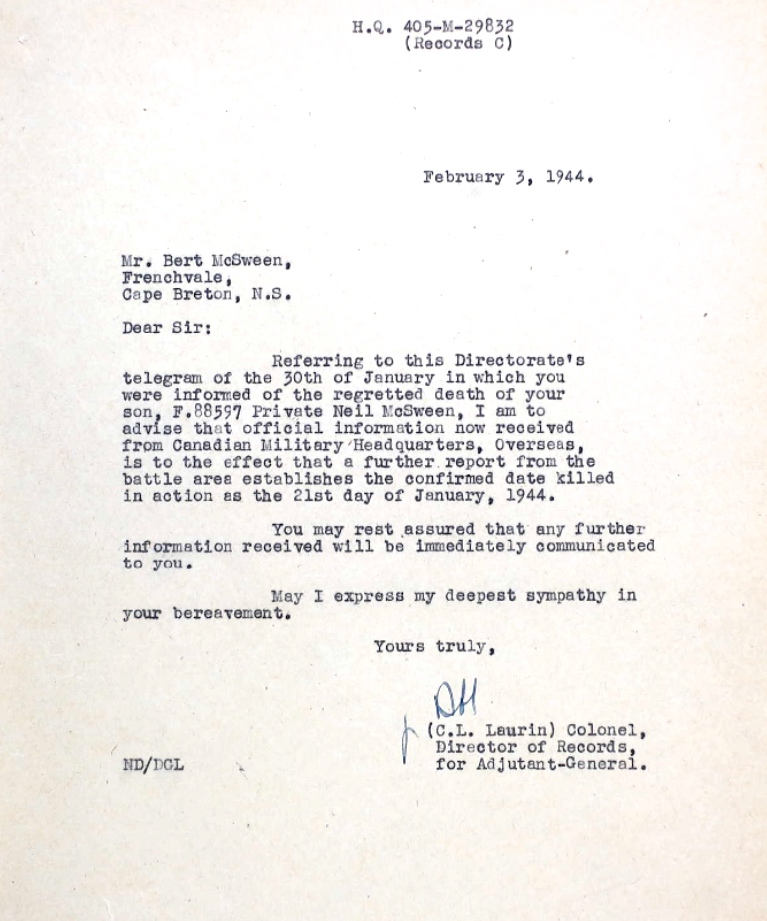 H.Q. 405-M-29832
(Records C)
February 3, 1944.
Mr. Bert McSween,
Frenchvale,
Cape Breton, N.S.
Dear Sir:
Referring to this Directorate's
telegram of the 30th of January in which you
were informed of the regretted death of your
son, F.88597 Private Neil McSween, I am to
advise that official information now received
from Canadian Military Headquarters, Overseas,
is to the effect that a further report from the
battle area establishes the confirmed date killed
in action as the 21st day of January, 1944.
You may rest assured that any further
information received will be immediately communicated
to you.
May I express my deepest sympathy in
your bereavement.
Yours truly,
(C.L. Laurin) Colonel,
Director of Records,
for Adjutant-General.
ND/DGL